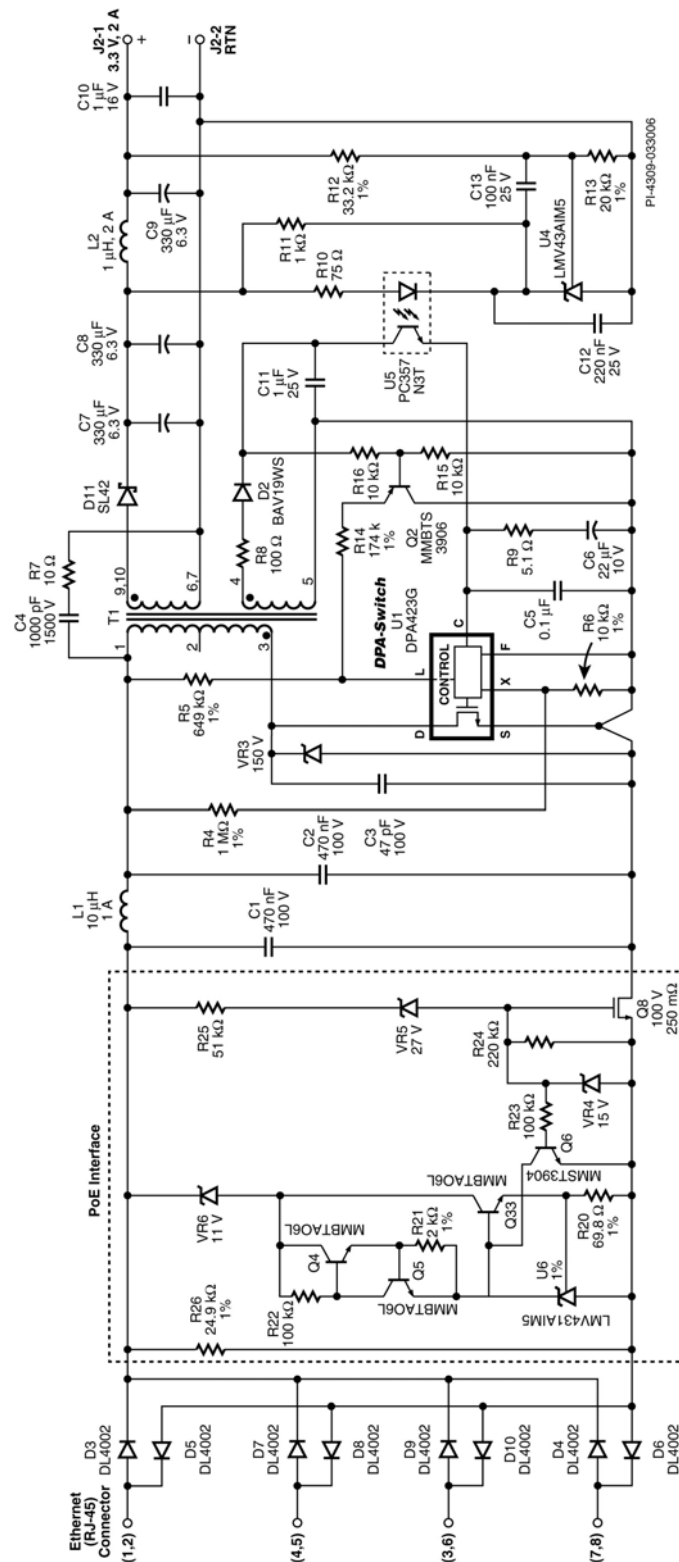 Ethernet
(RJ-45)
Connector
(1,2)
(4,5)
(3,6)
(7,8)
D3
DL4002
D5
DL4002
D7
DL4002
D8
DL4002
D9
DL4002
D10
DL4002
D4
DL4002
D6
DL4002
PoE Interface
R26
24.9 kΩ
1%
VR6
11 V
R22
100 kΩ
Q4
MMBTAO6L
Q5
MMBTAO6L
R21
2 kΩ
1%
MMBTAO6L
Q33
U6
1%
LMV431AIM5
R20
69.8 Ω
1%
Q6
MMST3904
R23
100 kΩ
VR4
15 V
R24
220 kΩ
R25
51 kΩ
VR5
27 V
Q8
100 V
250 mΩ
L1
10 µH
1 A
C1
470 nF
100 V
C2
470 nF
100 V
R4
1 MΩ
1%
C3
47 pF
100 V
VR3
150 V
R5
649 kΩ
1%
C4
1000 pF
1500 V
R7
10 Ω
T1
1
2
3
9,10
6,7
4
5
DPA-Switch
U1
DPA423G
CONTROL
D
L
C
S
X
F
R6
10 kΩ
1%
C5
0.1 µF
R9
5.1 Ω
C6
22 µF
10 V
R14
174 k
1%
Q2
MMBTS
3906
R16
10 kΩ
R15
10 kΩ
R8
100 Ω
D2
BAV19WS
C11
1 µF
25 V
D11
SL42
C7
330 µF
6.3 V
C8
330 µF
6.3 V
L2
1 µH, 2 A
C9
330 µF
6.3 V
C10
1 µF
16 V
J2-1
3.3 V, 2 A
+
–
J2-2
RTN
U5
PC357
N3T
R10
75 Ω
R11
1 kΩ
R12
33.2 kΩ
1%
C13
100 nF
25 V
C12
220 nF
25 V
U4
LMV43AIM5
R13
20 kΩ
1%
PI-4309-033006